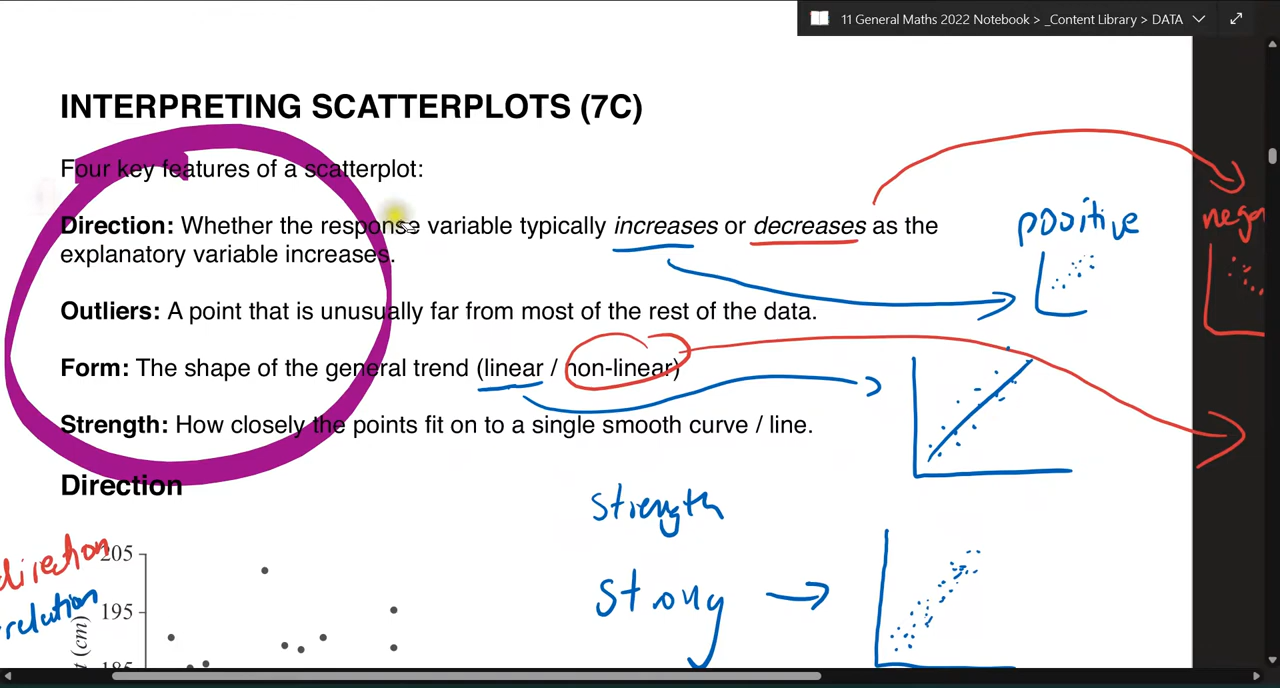 11 General Maths 2022 Notebook > _Content Library > DATA
INTERPRETING SCATTERPLOTS (7C)
Four key features of a scatterplot:
Direction: Whether the response variable typically increases or decreases as the
explanatory variable increases.
positive
Outliers: A point that is unusually far from most of the rest of the data.
Form: The shape of the general trend (linear / non-linear)
Strength: How closely the points fit on to a single smooth curve / line.
Direction
strength
direction
205
strong
195
185
(cm)